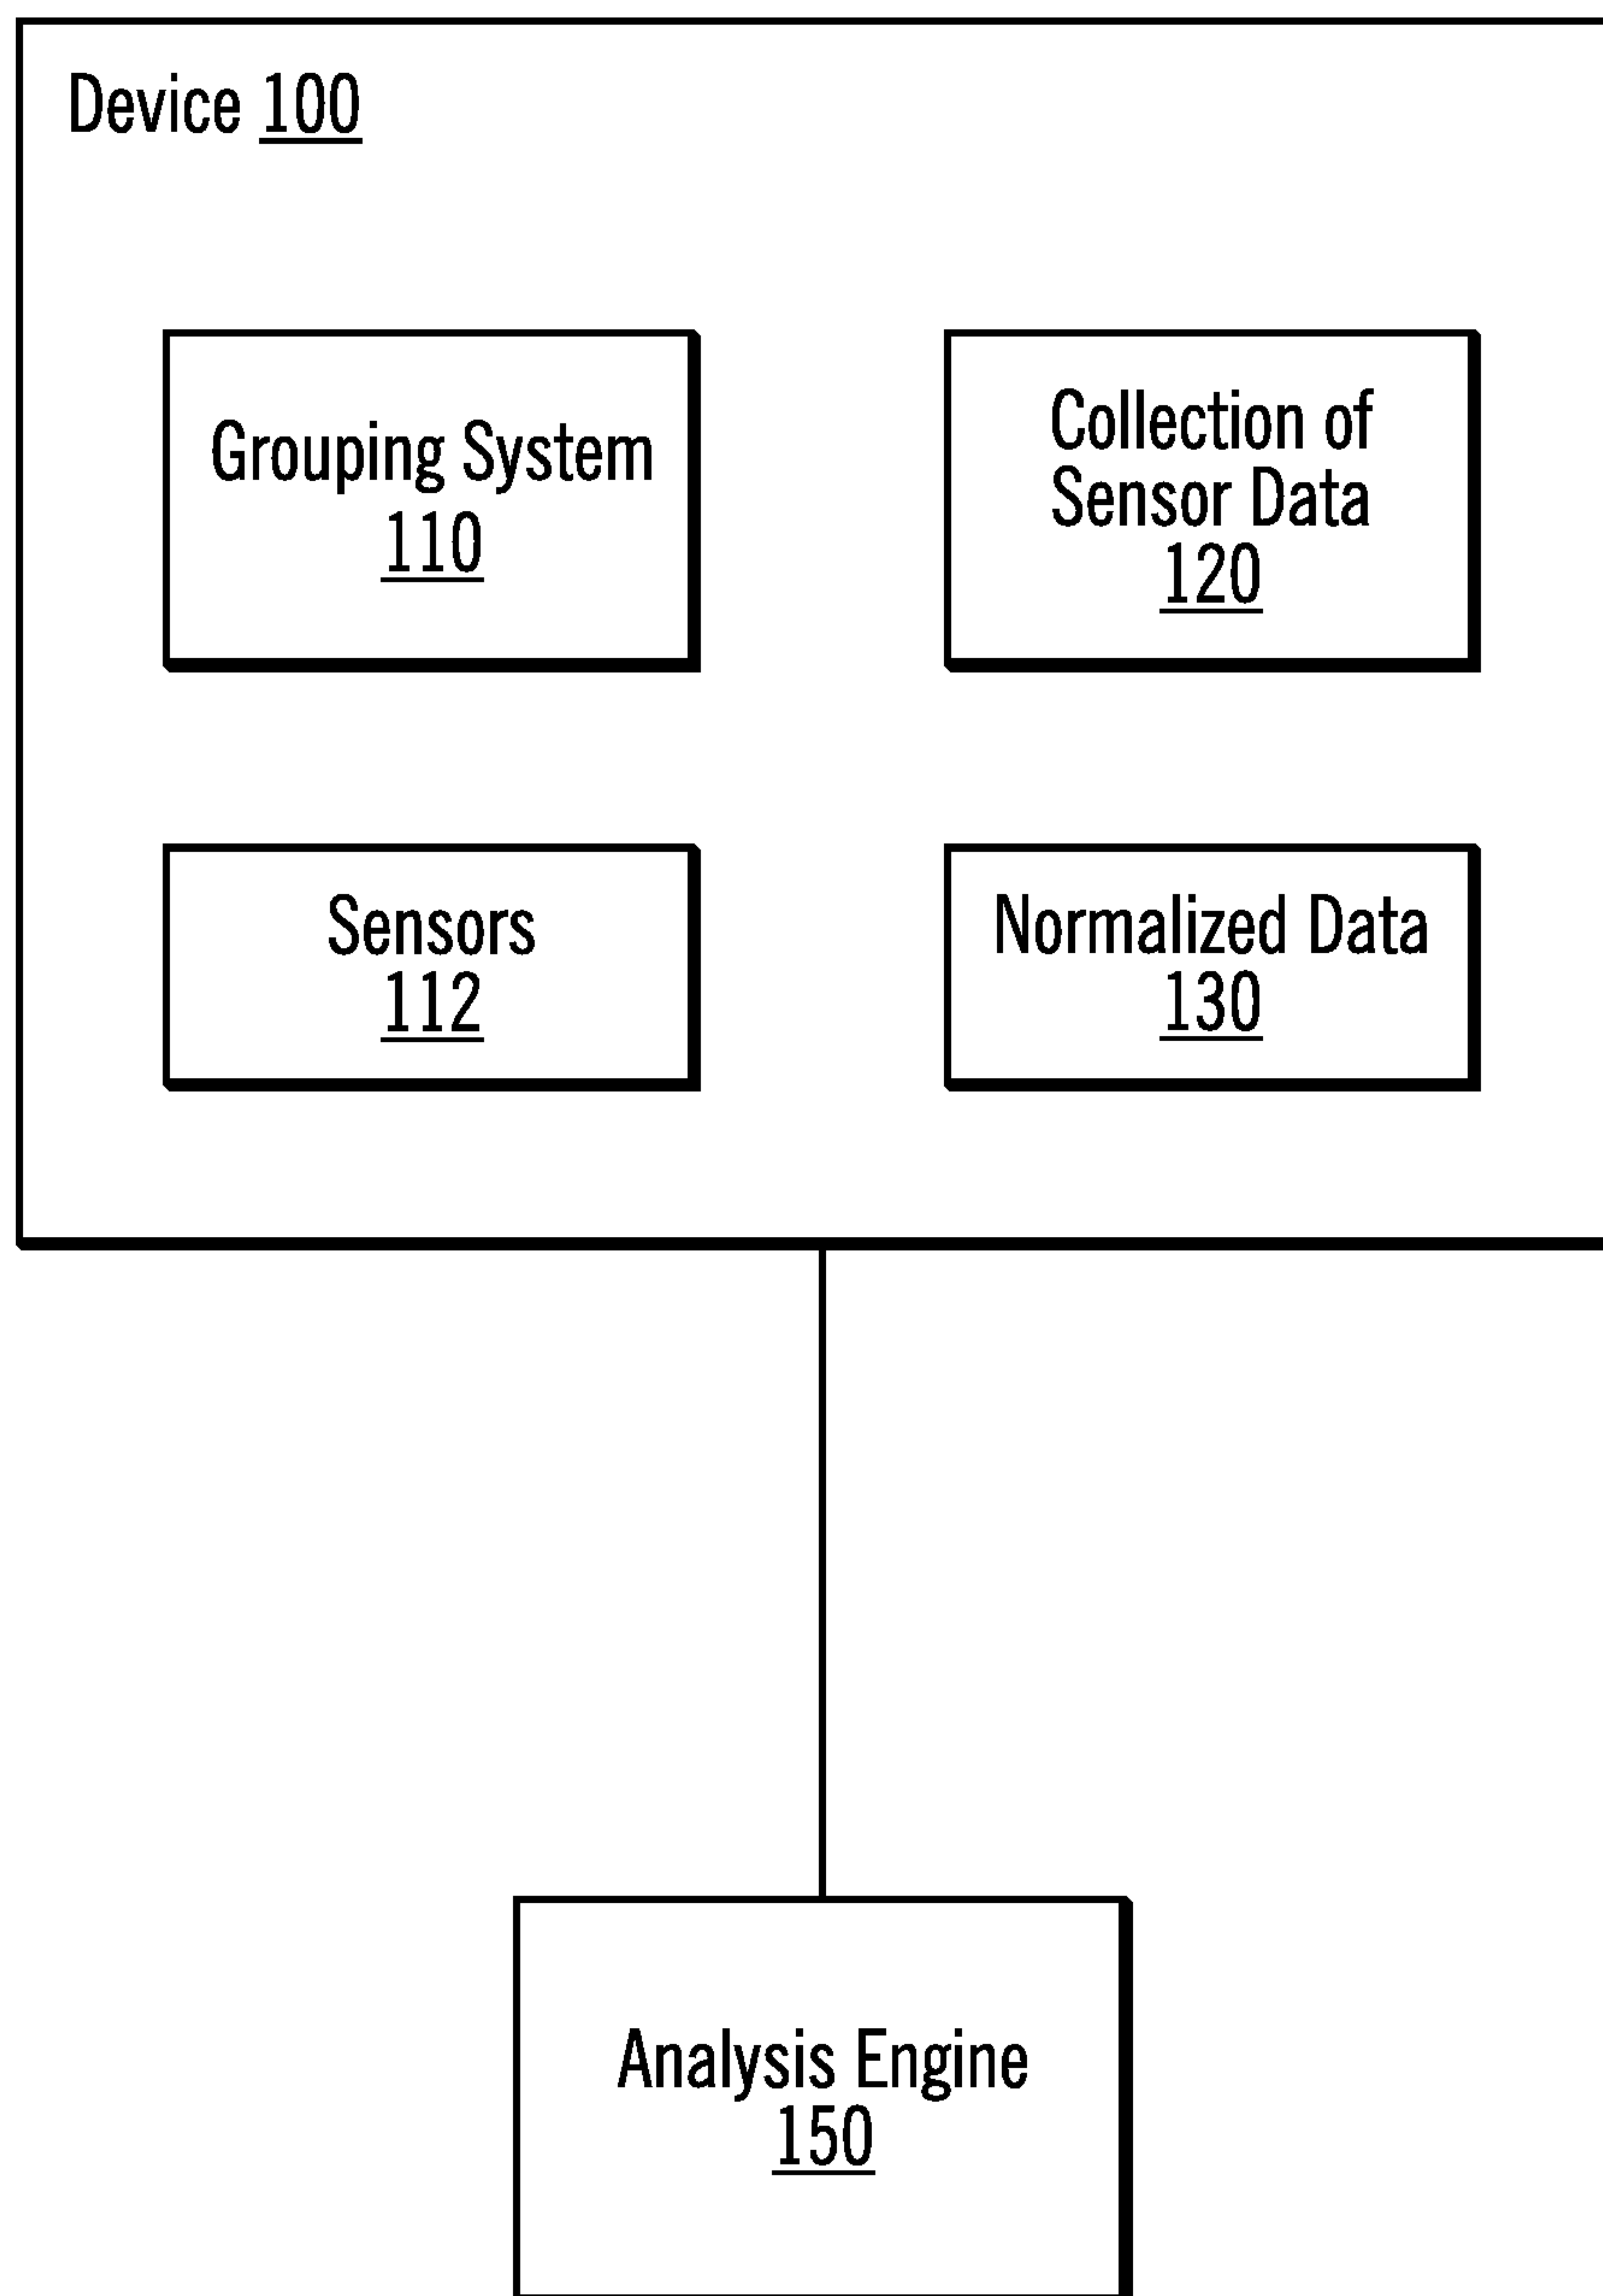 Device 100
Grouping System
110
Collection of
Sensor Data
120
Sensors
112
Normalized Data
130
Analysis Engine
150